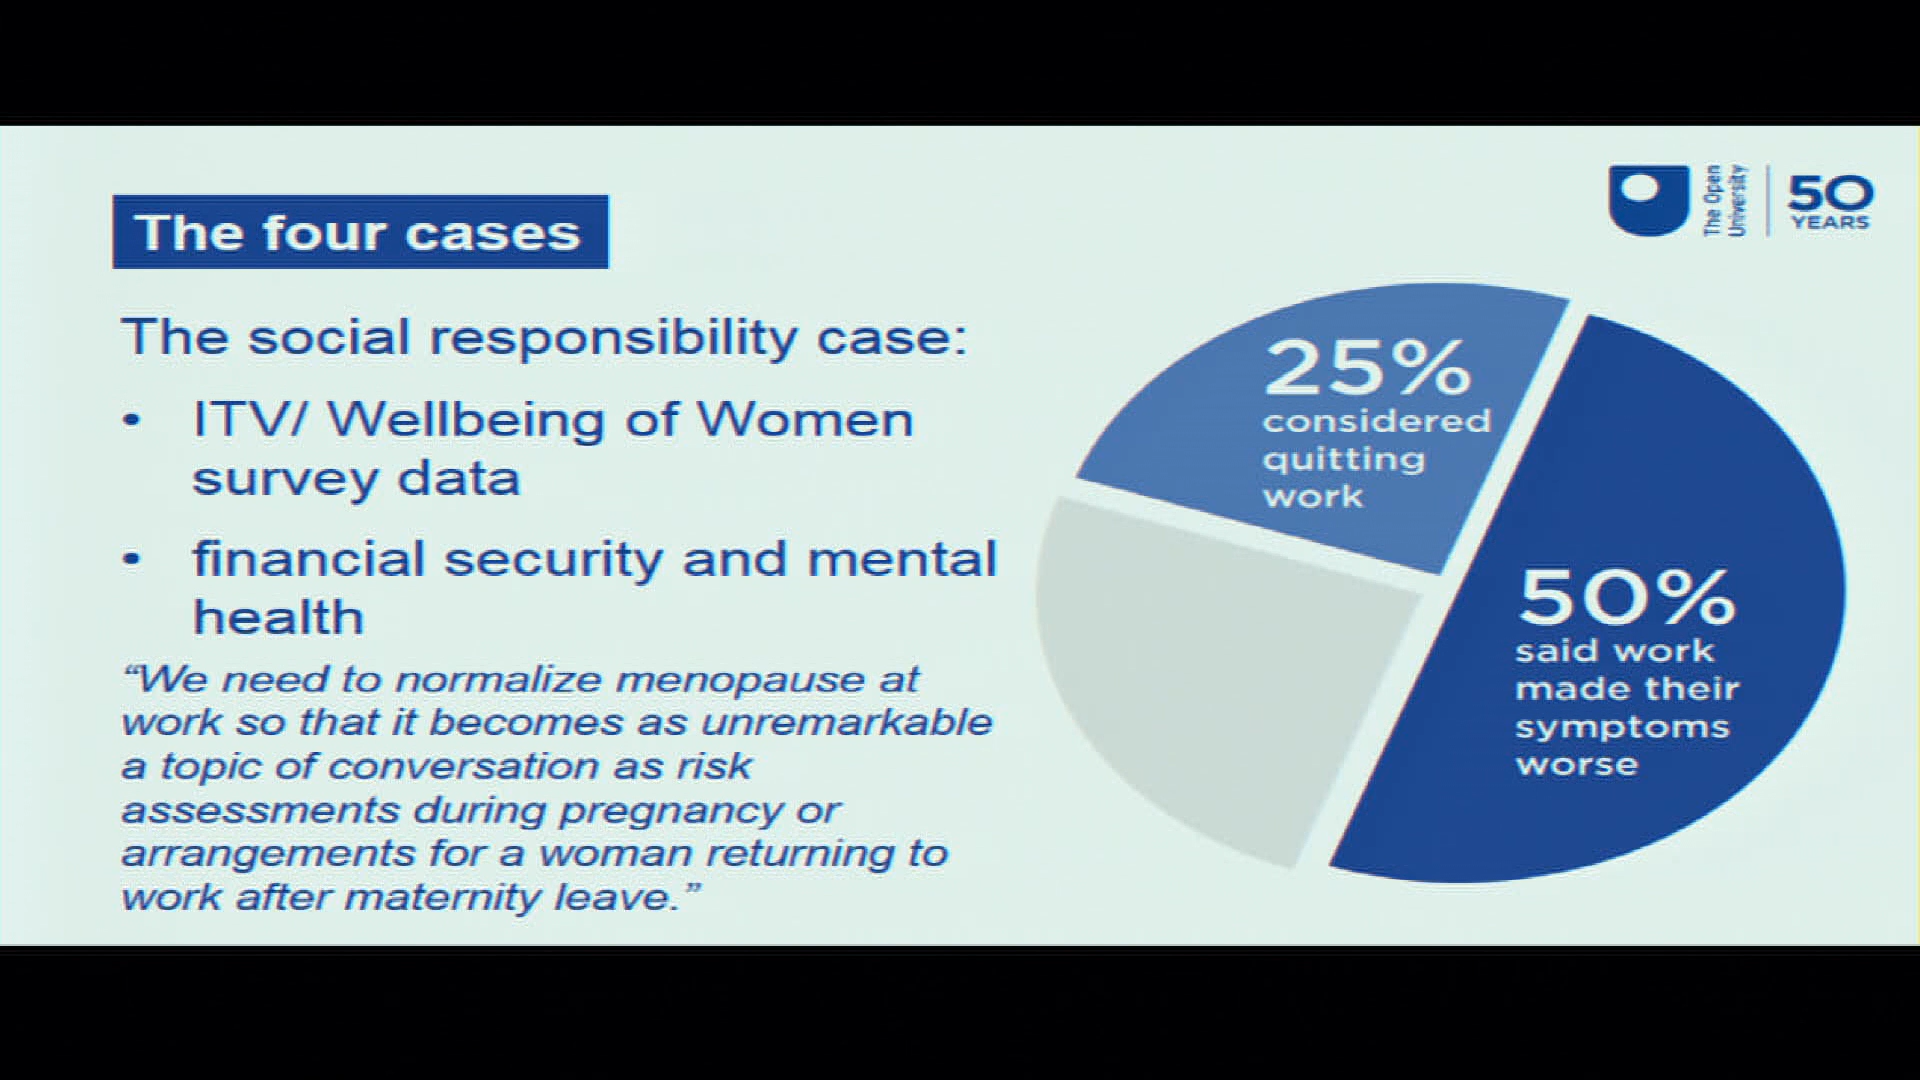 The four cases
The Open
University
50
YEARS
The social responsibility case:
• ITV/ Wellbeing of Women
survey data
• financial security and mental
health
“We need to normalize menopause at
work so that it becomes as unremarkable
a topic of conversation as risk
assessments during pregnancy or
arrangements for a woman returning to
work after maternity leave.”
25%
considered
quitting
work
50%
said work
made their
symptoms
worse